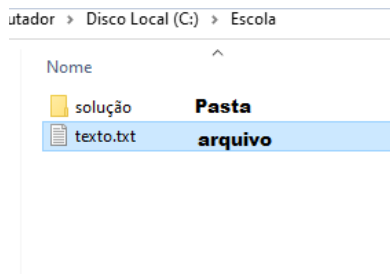 utador > Disco Local (C:) > Escola
Nome
solução Pasta
texto.txt arquivo